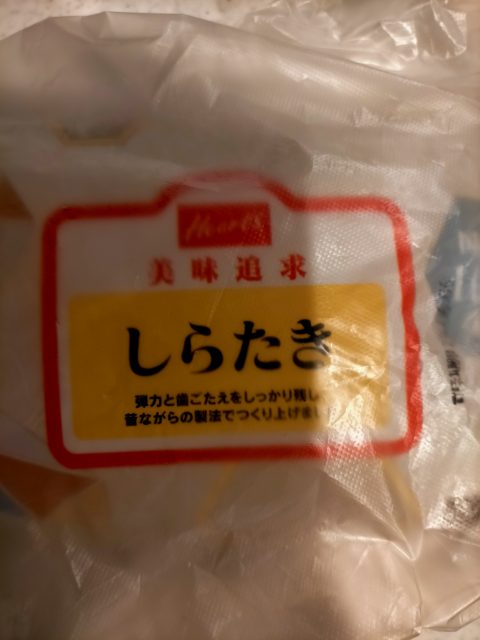 Hearts
美味追求
しらたき
弾力と歯ごたえをしっかり残し
昔ながらの製法でつくり上げまし